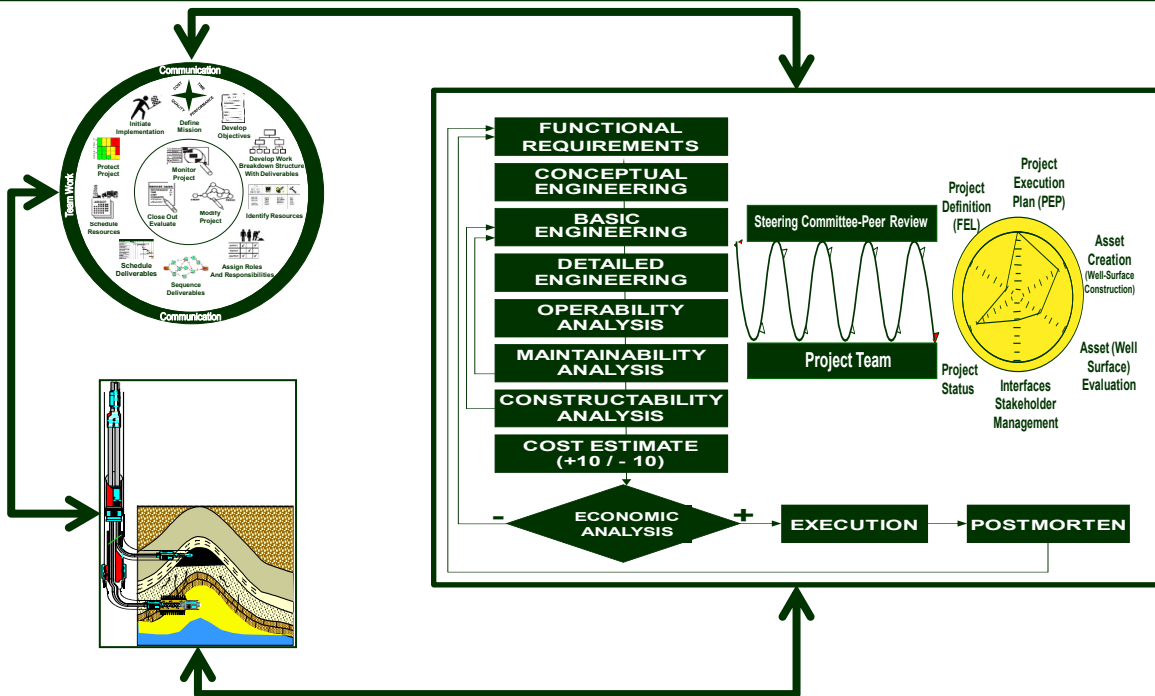 Communication
COST
TIME
QUALITY
PERFORMANCE
Initiate
Implementation
Define
Mission
Develop
Objectives
Protect
Project
Monitor
Project
Develop Work
Breakdown Structure
With Deliverables
Team Work
Schedule
Resources
Close Out
Evaluate
Modify
Project
Identify Resources
Schedule
Deliverables
Sequence
Deliverables
Assign Roles
And Responsibilities
Communication
FUNCTIONAL
REQUIREMENTS
CONCEPTUAL
ENGINEERING
BASIC
ENGINEERING
DETAILED
ENGINEERING
OPERABILITY
ANALYSIS
MAINTAINABILITY
ANALYSIS
CONSTRUCTABILITY
ANALYSIS
COST ESTIMATE
(+10 / - 10)
-
ECONOMIC
ANALYSIS
+
EXECUTION
POSTMORTEN
Steering Committee-Peer Review
Project Team
Project
Execution
Plan (PEP)
Project
Definition
(FEL)
Asset
Creation
(Well-Surface
Construction)
Asset (Well
Surface)
Evaluation
Interfaces
Stakeholder
Management
Project
Status